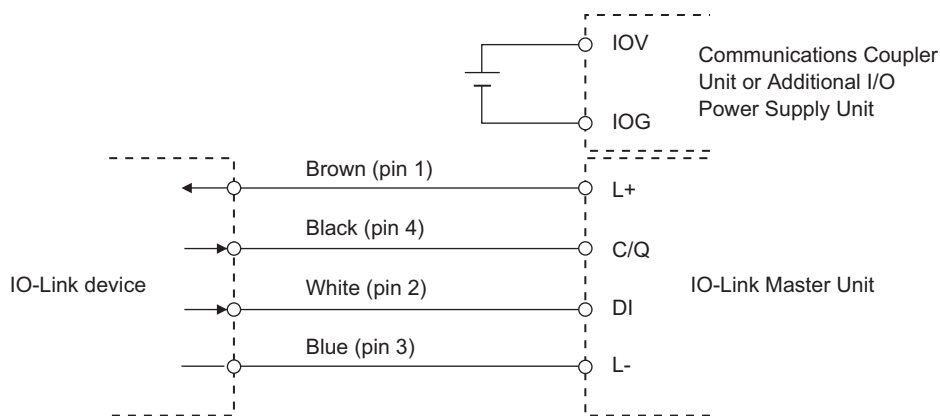 IOV
Communications Coupler
Unit or Additional I/O
Power Supply Unit
IOG
Brown (pin 1)
L+
Black (pin 4)
C/Q
IO-Link device
White (pin 2)
DI
IO-Link Master Unit
Blue (pin 3)
L-